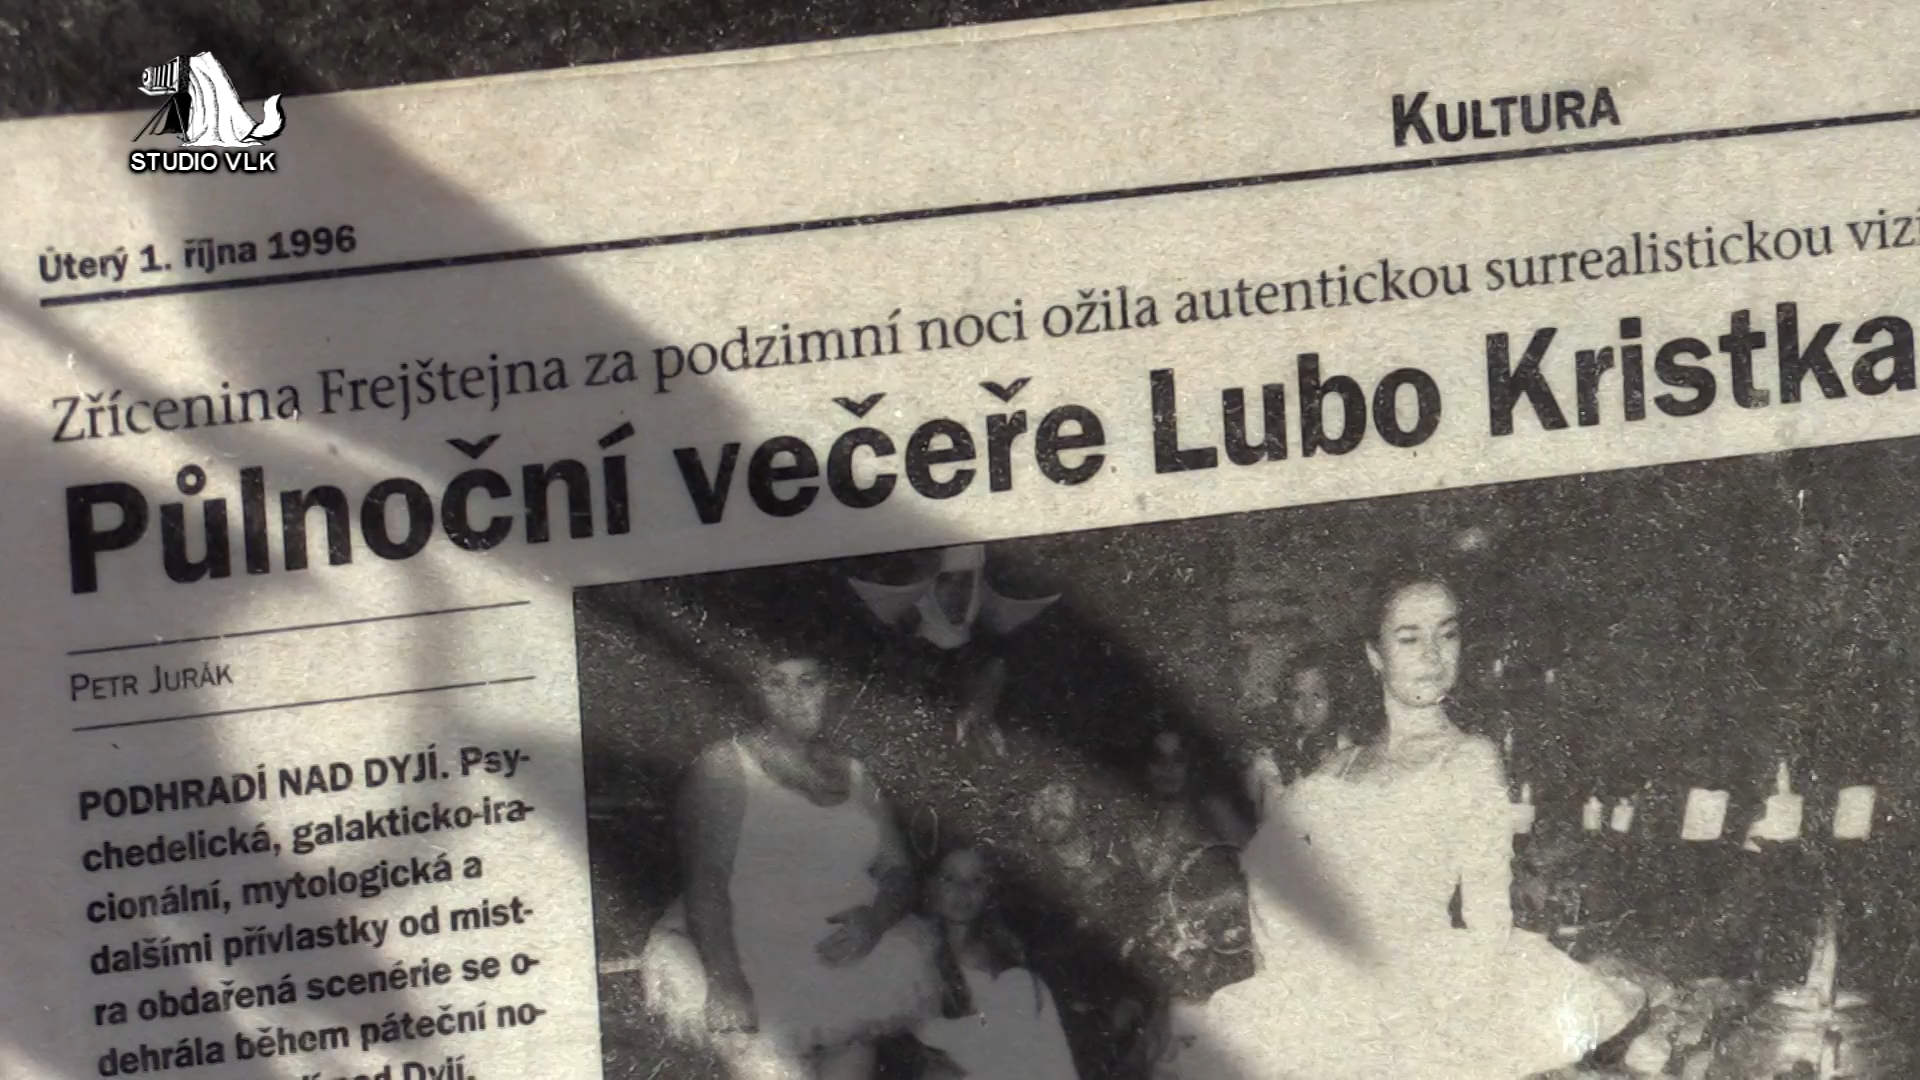 STUDIO VLK
KULTURA
Úterý 1. října 1996
Zřícenina Frejštejna za podzimní noci ožila autentickou surrealistickou
Půlnoční večeře Lubo Kristka
PETR JURÁK
PODHRADÍ NAD DYJÍ. Psy-
chedelická, galakticko-ira-
cionální, mytologická a
dalšími přívlastky od mist-
ra obdařená scenérie se o-
dehrála během páteční no-
nad Dyjí,